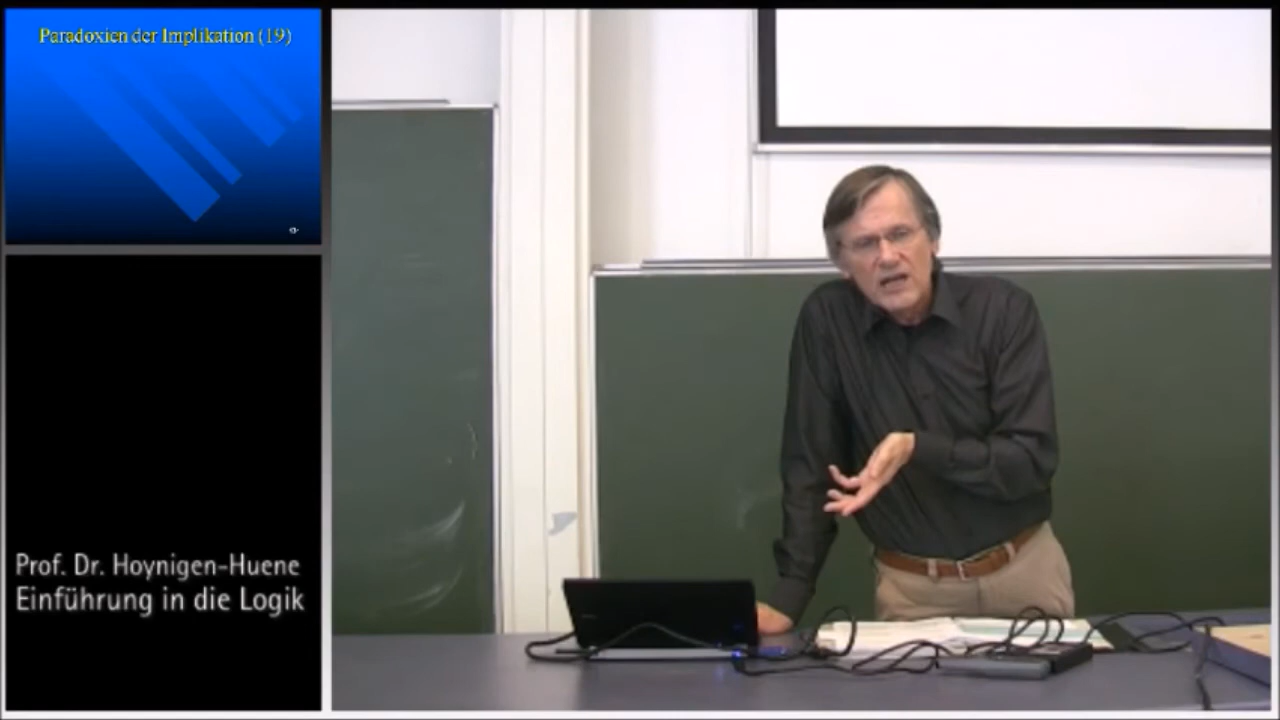 Paradoxien der Implikation (19)
Prof. Dr. Hoynigen-Huene
Einführung in die Logik